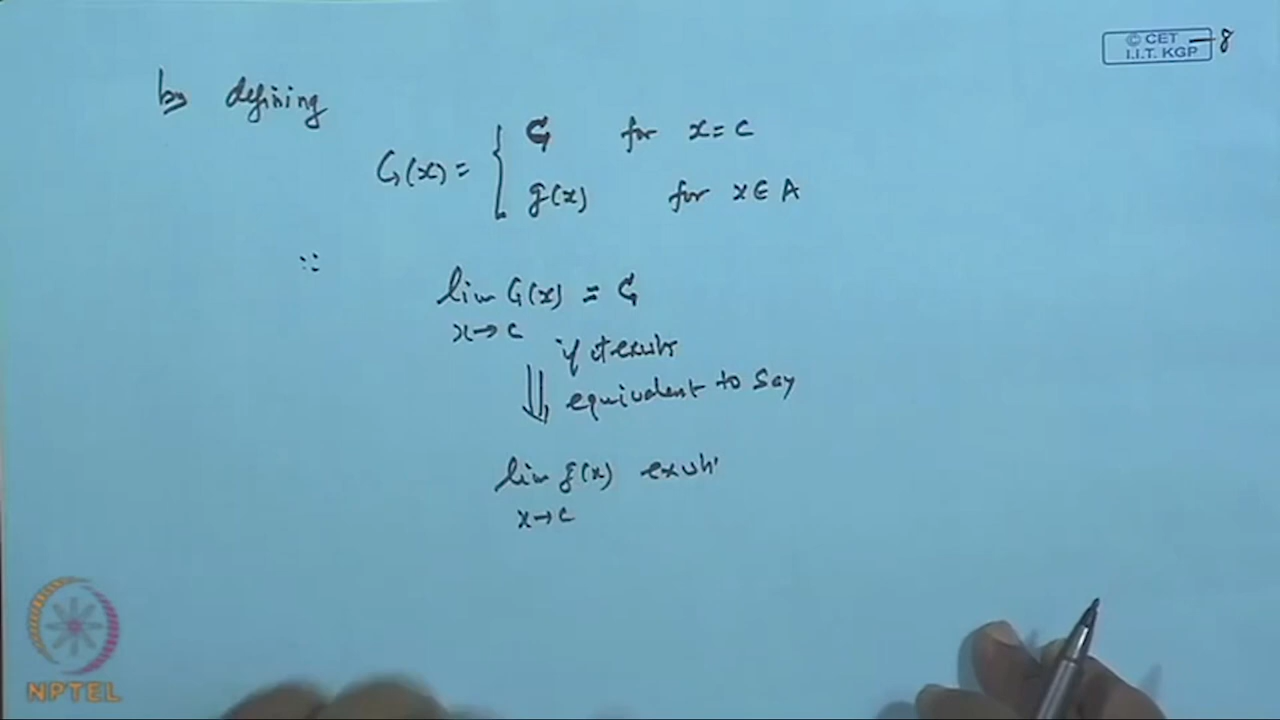 © CET
I.I.T. KGP
— 8
by defining
G(x) = { G for x = c
g(x) for x ∈ A
∵
lim G(x) = G
x→c if it exists
⇓ equivalent to say
lim g(x) exists
x→c
NPTEL